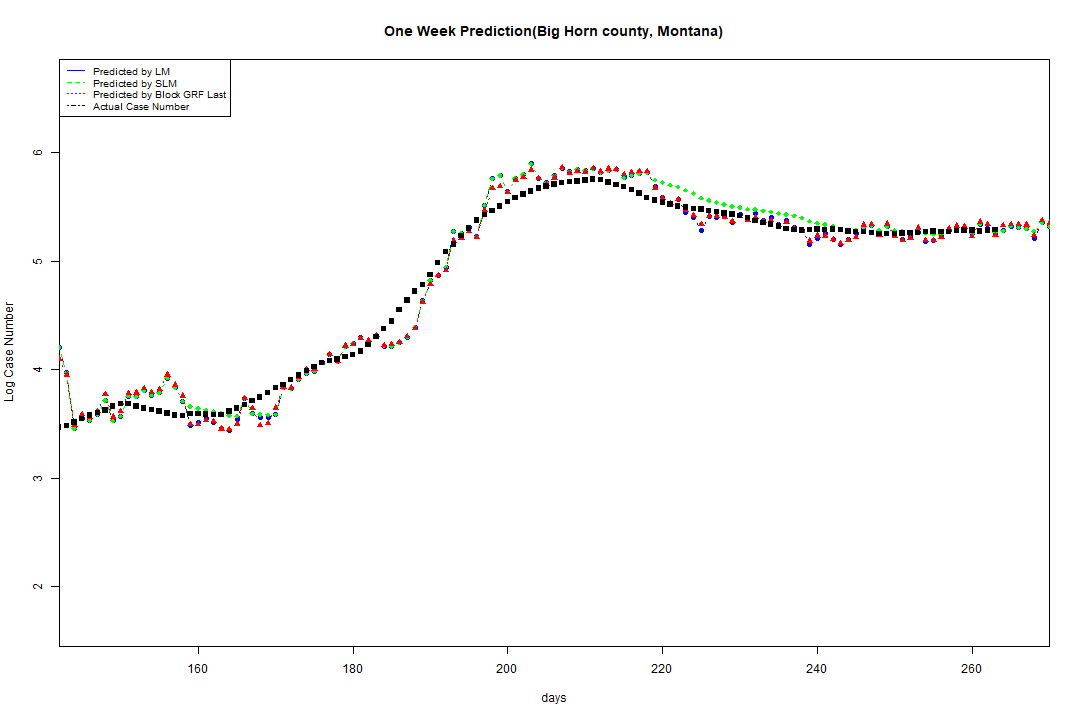 One Week Prediction(Big Horn county, Montana)
Predicted by LM
Predicted by SLM
Predicted by Block GRF Last
Actual Case Number
6
5
4
3
2
Log Case Number
160 180 200 220 240 260
days